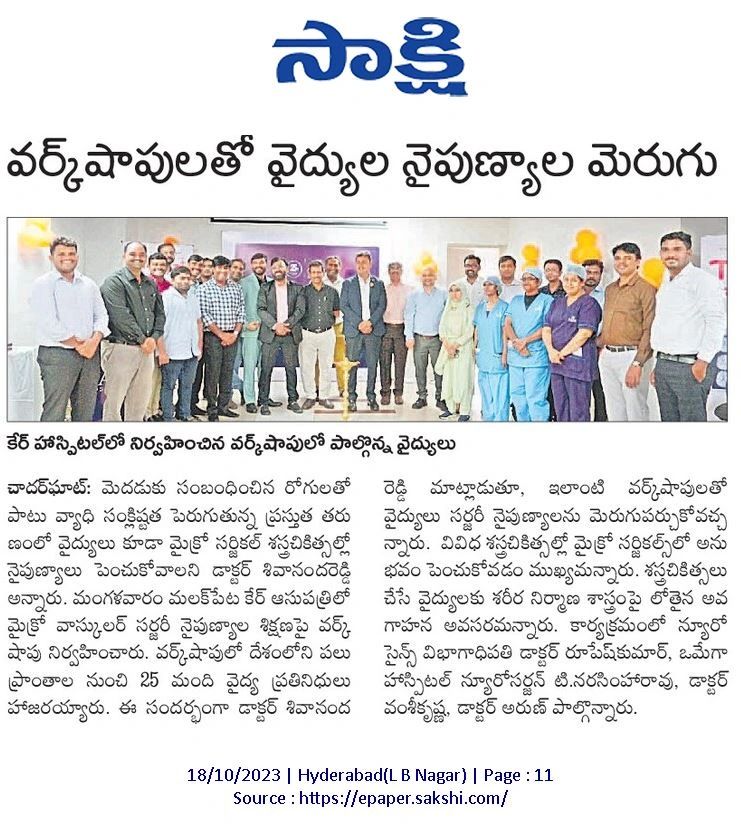 సాక్షి
వర్క్‌షాపులతో వైద్యుల నైపుణ్యాల మెరుగు
కేర్ హాస్పిటల్‌లో నిర్వహించిన వర్క్‌షాపులో పాల్గొన్న వైద్యులు
చాదర్‌ఘాట్: మెదడుకు సంబంధించిన రోగులతో
పాటు వ్యాధి సంక్లిష్టత పెరుగుతున్న ప్రస్తుత తరు
ణంలో వైద్యులు కూడా మైక్రో సర్జికల్ శస్త్రచికిత్సల్లో
నైపుణ్యాలు పెంచుకోవాలని డాక్టర్ శివానందరెడ్డి
అన్నారు. మంగళవారం మలక్‌పేట కేర్ ఆసుపత్రిలో
మైక్రో వాస్కులర్ సర్జరీ నైపుణ్యాల శిక్షణపై వర్క్
షాపు నిర్వహించారు. వర్క్‌షాపులో దేశంలోని పలు
ప్రాంతాల నుంచి 25 మంది వైద్య ప్రతినిధులు
హాజరయ్యారు. ఈ సందర్భంగా డాక్టర్ శివానంద
రెడ్డి మాట్లాడుతూ, ఇలాంటి వర్క్‌షాపులతో
వైద్యులు సర్జరీ నైపుణ్యాలను మెరుగుపర్చుకోవచ్చ
న్నారు. వివిధ శస్త్రచికిత్సల్లో మైక్రో సర్జికల్స్‌లో అను
భవం పెంచుకోవడం ముఖ్యమన్నారు. శస్త్రచికిత్సలు
చేసే వైద్యులకు శరీర నిర్మాణ శాస్త్రంపై లోతైన అవ
గాహన అవసరమన్నారు. కార్యక్రమంలో న్యూరో
సైన్స్ విభాగాధిపతి డాక్టర్ రూపేష్‌కుమార్, ఒమేగా
హాస్పిటల్ న్యూరోసర్జన్ టి.నరసింహారావు, డాక్టర్
వంశీకృష్ణ, డాక్టర్ అరుణ్ పాల్గొన్నారు.
18/10/2023 | Hyderabad(L B Nagar) | Page : 11
Source : https://epaper.sakshi.com/